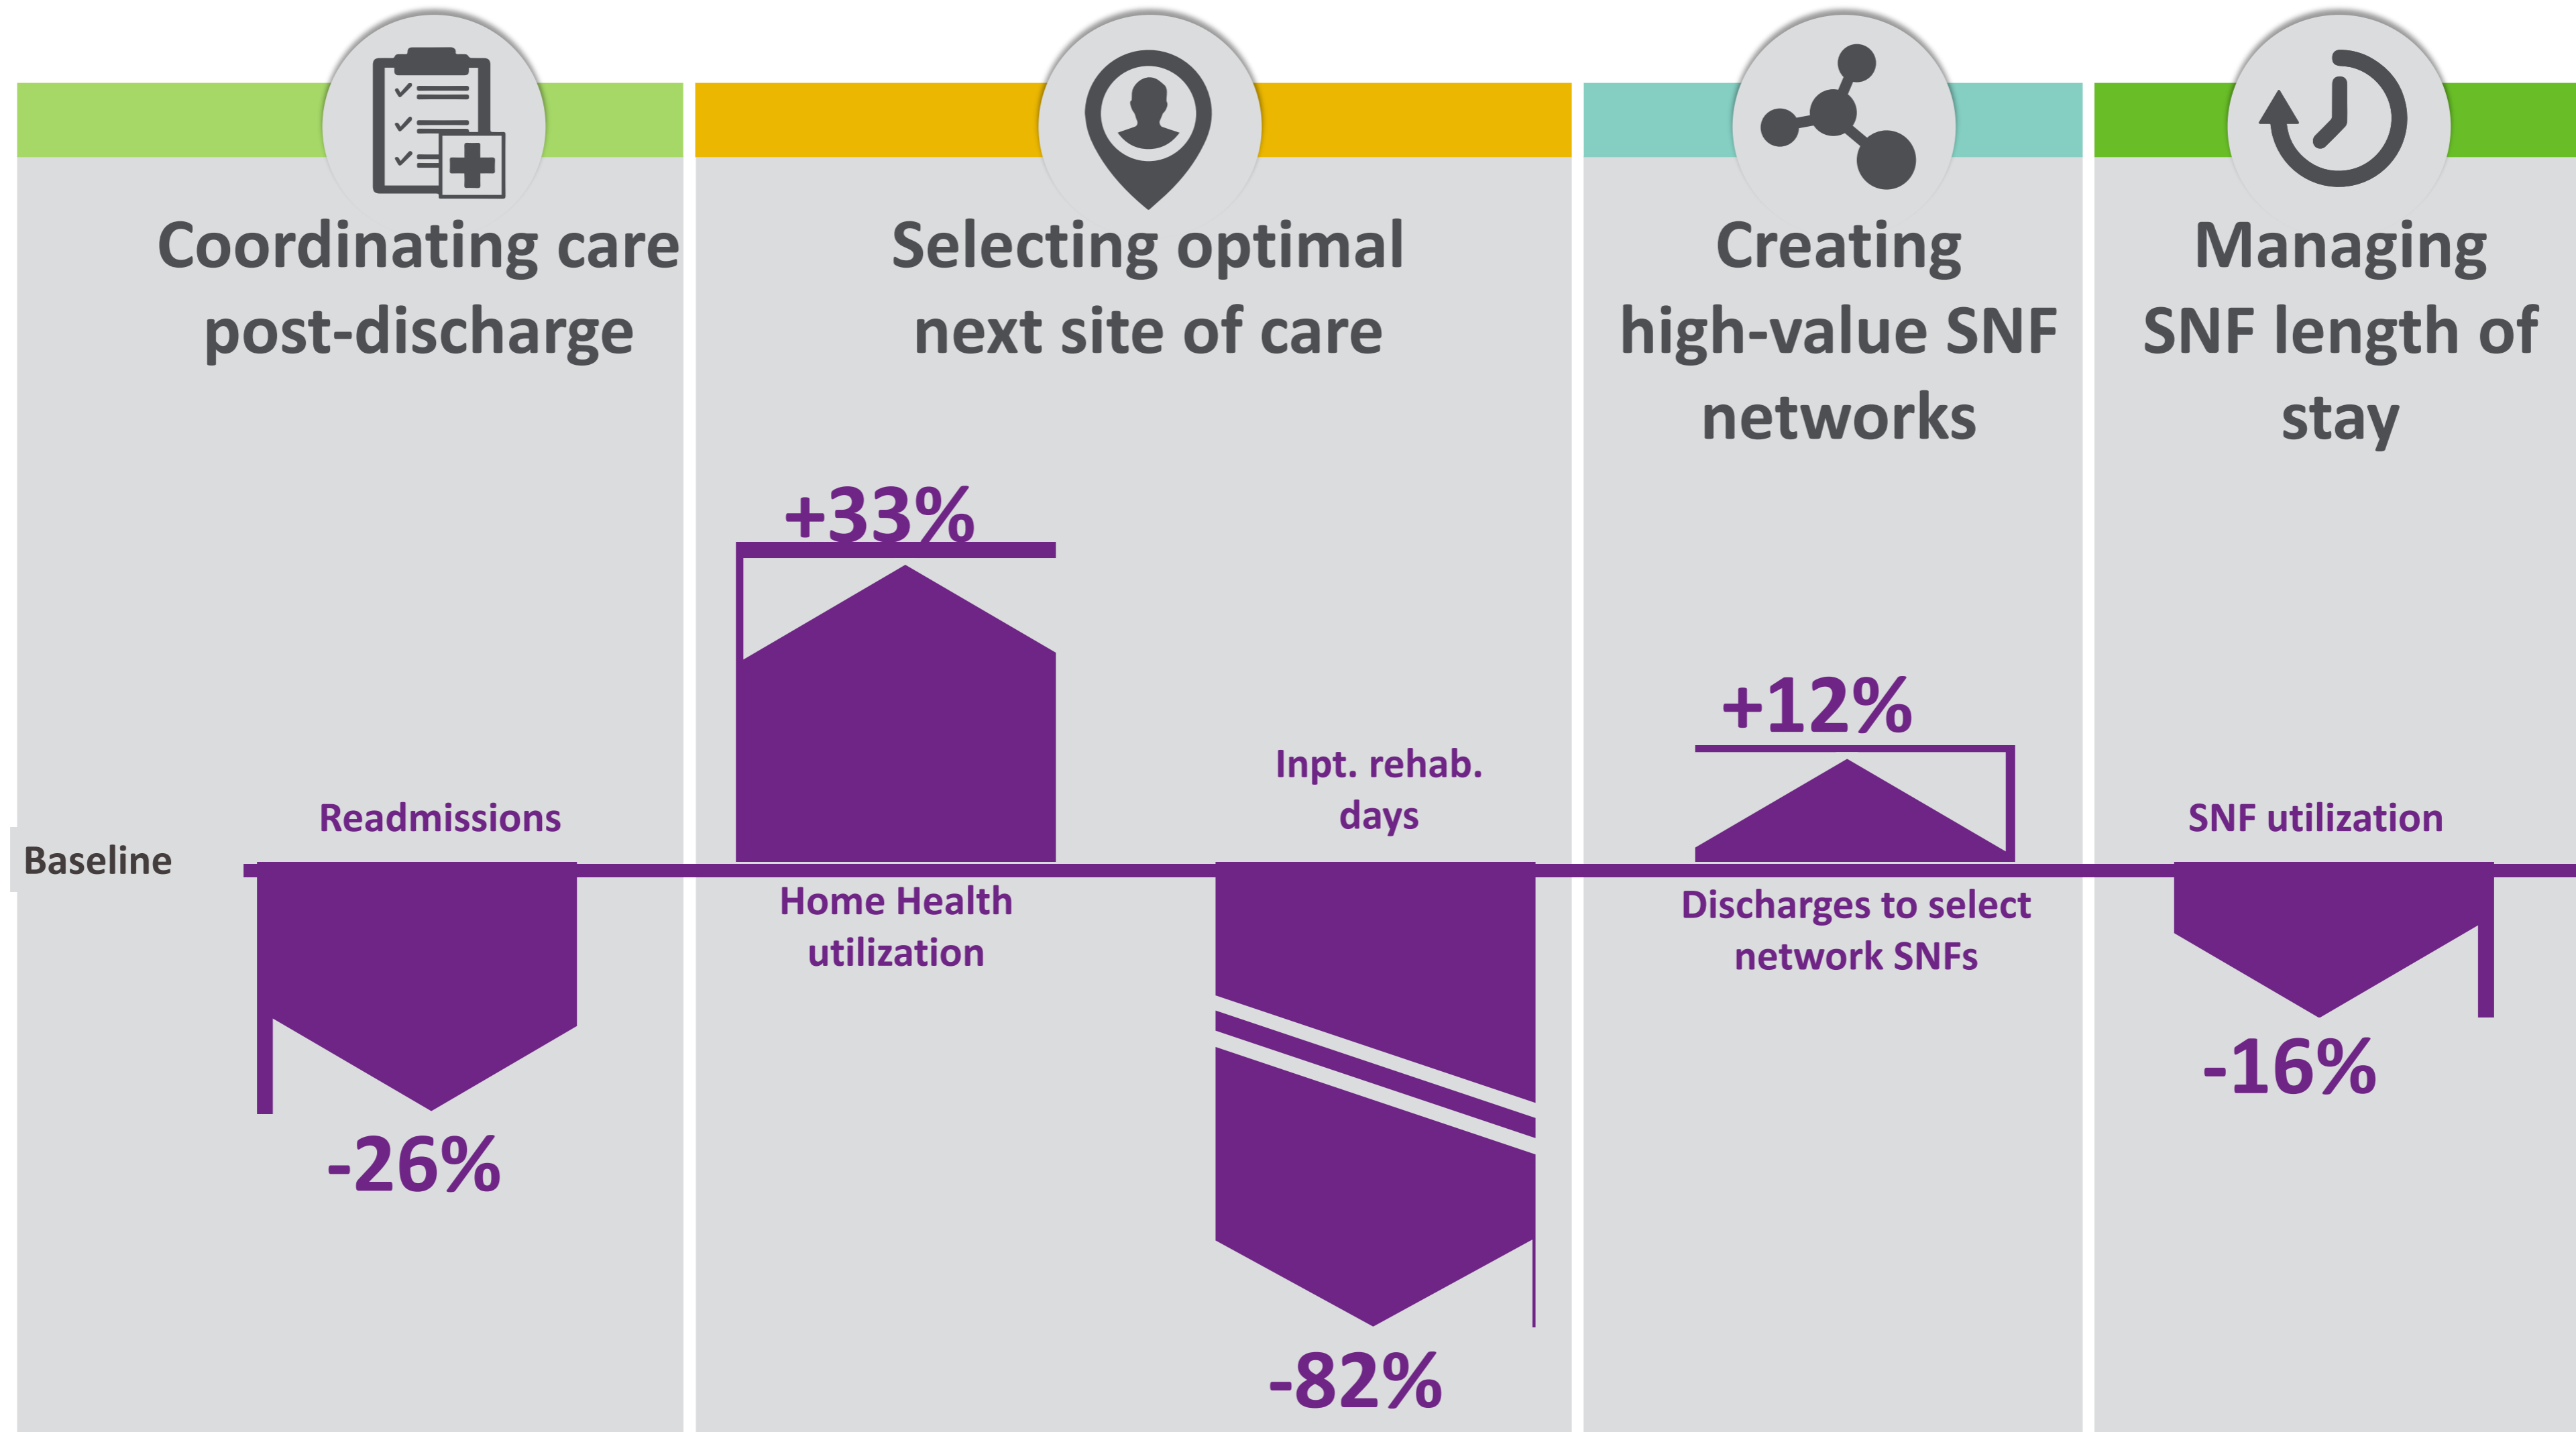 Coordinating care
post-discharge
Selecting optimal
next site of care
Creating
high-value SNF
networks
Managing
SNF length of
stay
+33%
+12%
Inpt. rehab.
days
Readmissions
SNF utilization
Baseline
Home Health
utilization
Discharges to select
network SNFs
-26%
-82%
-16%